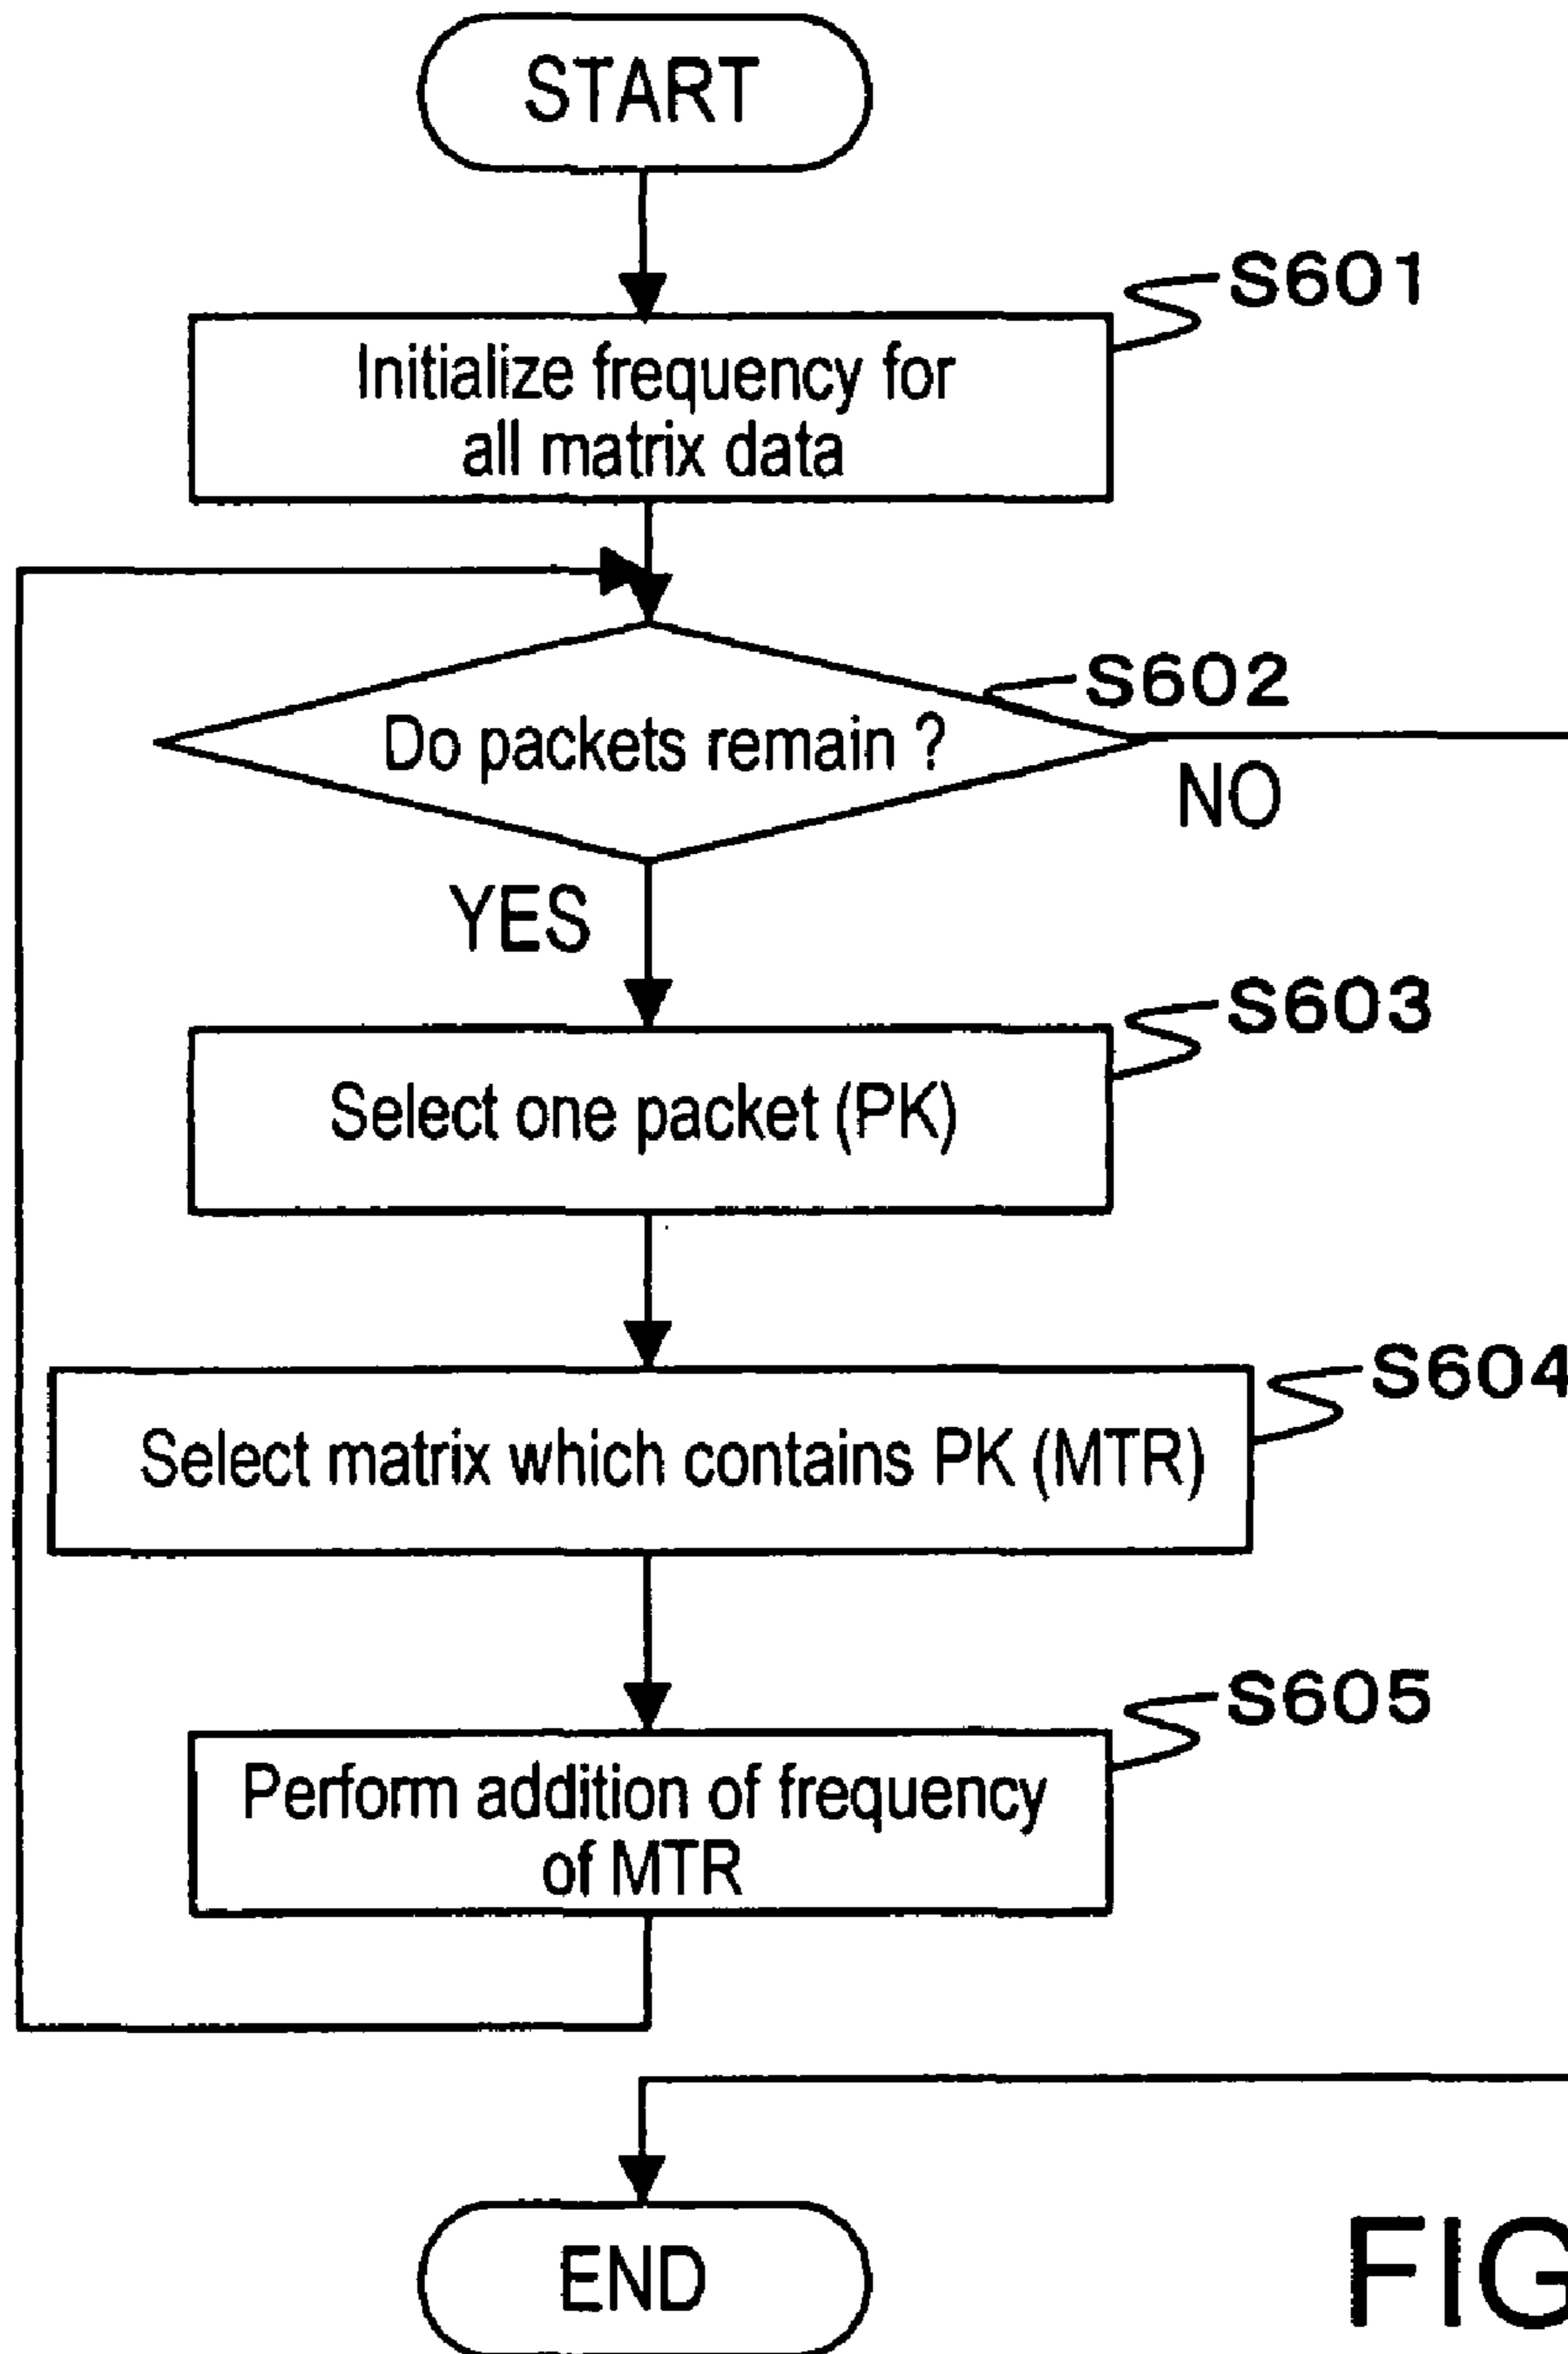 START
S601
Initialize frequency for
all matrix data
S602
Do packets remain ?
NO
YES
S603
Select one packet (PK)
S604
Select matrix which contains PK (MTR)
S605
Perform addition of frequency
of MTR
END
FIG